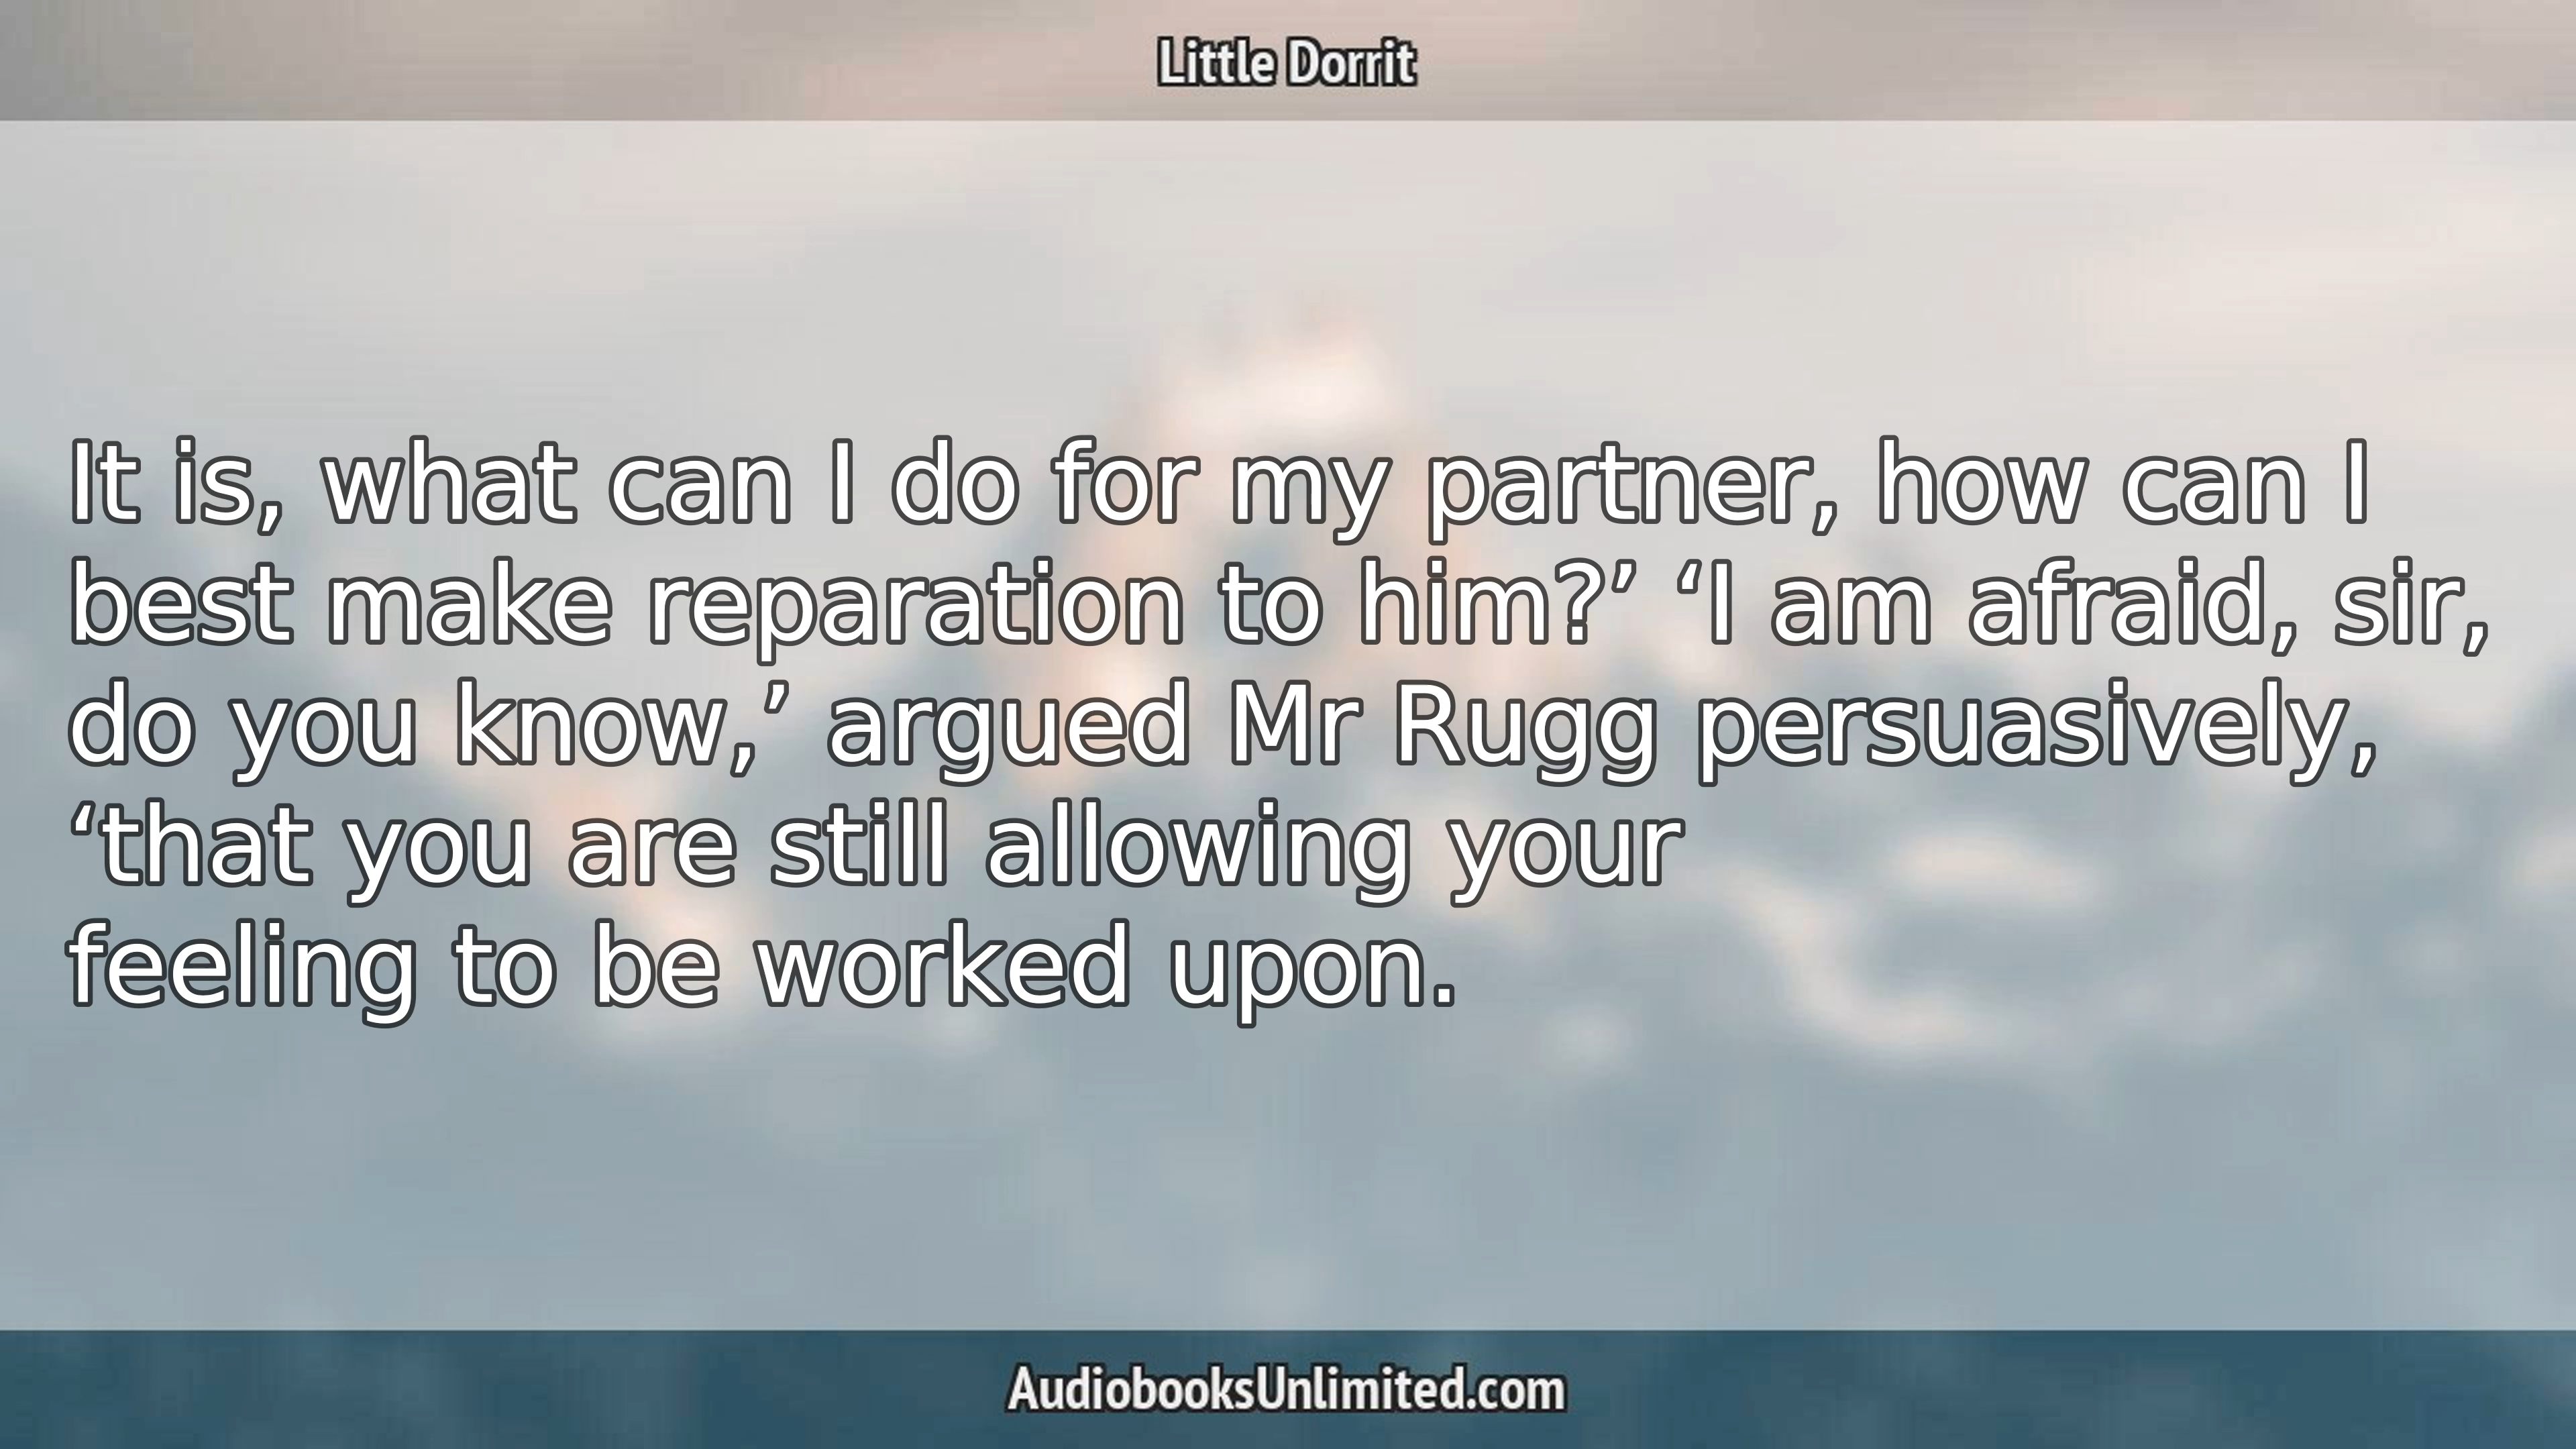 Little Dorrit
It is, what can I do for my partner, how can I
best make reparation to him?’ ‘I am afraid, sir,
do you know,’ argued Mr Rugg persuasively,
‘that you are still allowing your
feeling to be worked upon.
AudiobooksUnlimited.com